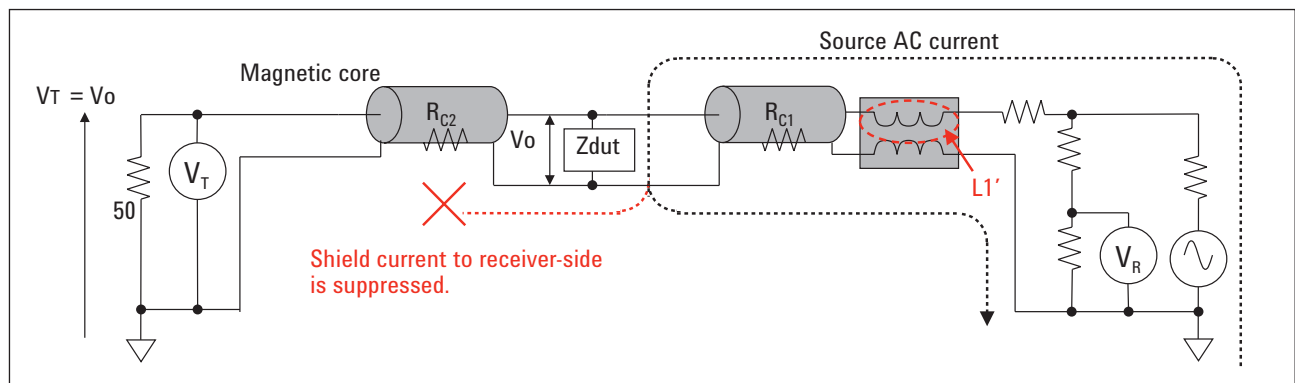 Source AC current
Magnetic core
VT = Vo
RC2
RC1
Vo
Zdut
VT
50
L1’
VR
Shield current to receiver-side
is suppressed.